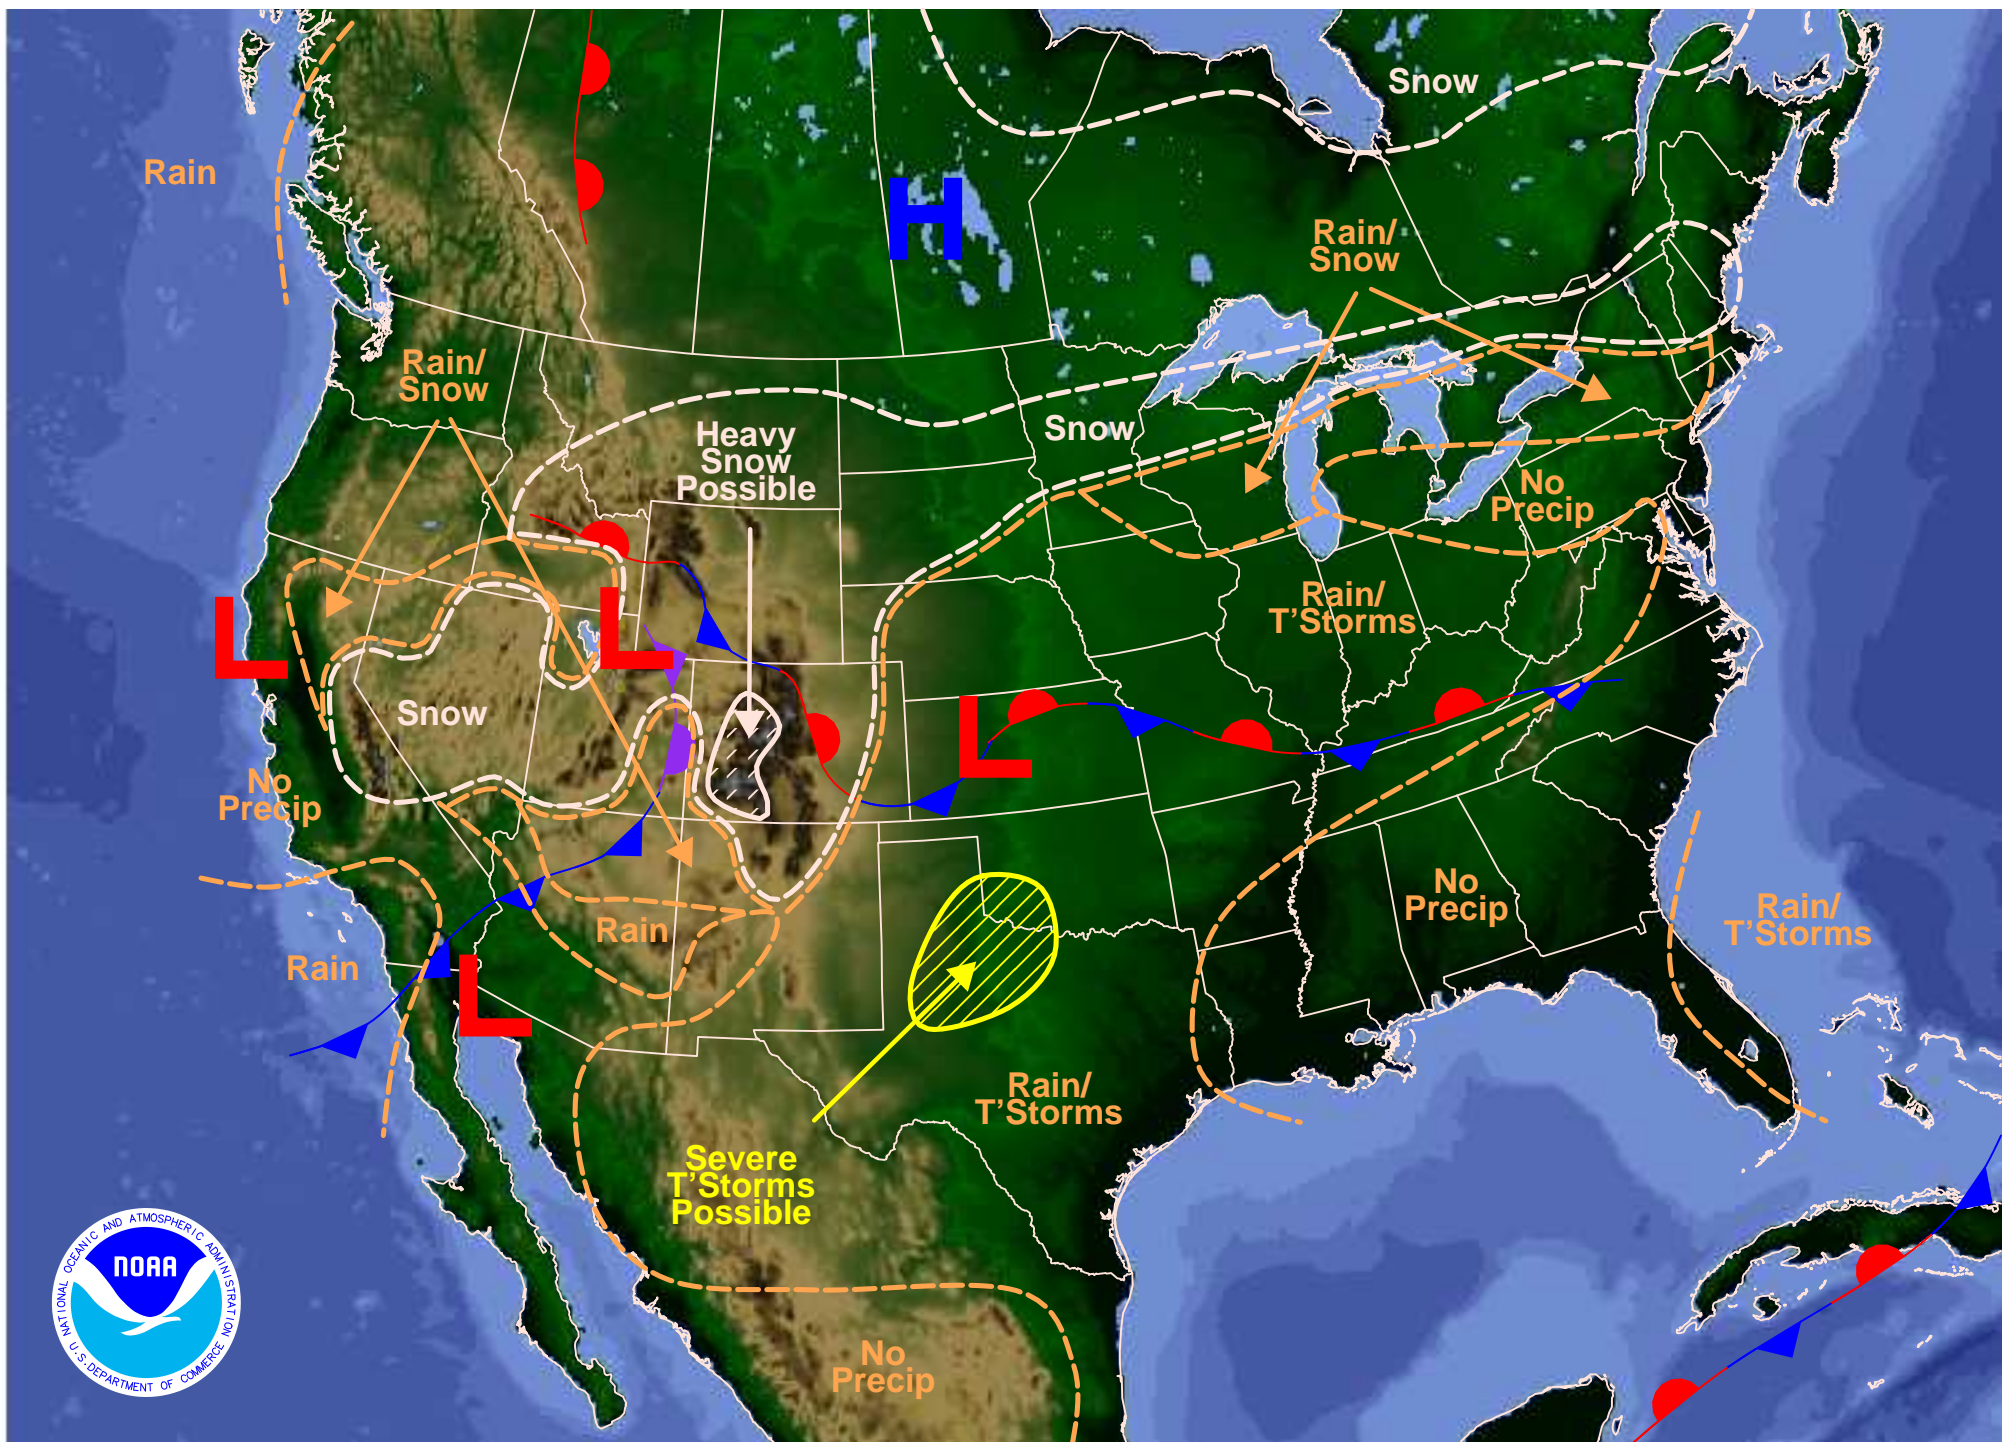 Snow
Rain
H
Rain/
Snow
Rain/
Snow
Heavy
Snow
Possible
Snow
No
Precip
L
L
Rain/
T'Storms
Snow
L
No
Precip
No
Precip
Rain/
T'Storms
Rain
Rain
L
Rain/
T'Storms
Severe
T'Storms
Possible
No
Precip
NATIONAL OCEANIC AND ATMOSPHERIC ADMINISTRATION
NOAA
U.S. DEPARTMENT OF COMMERCE